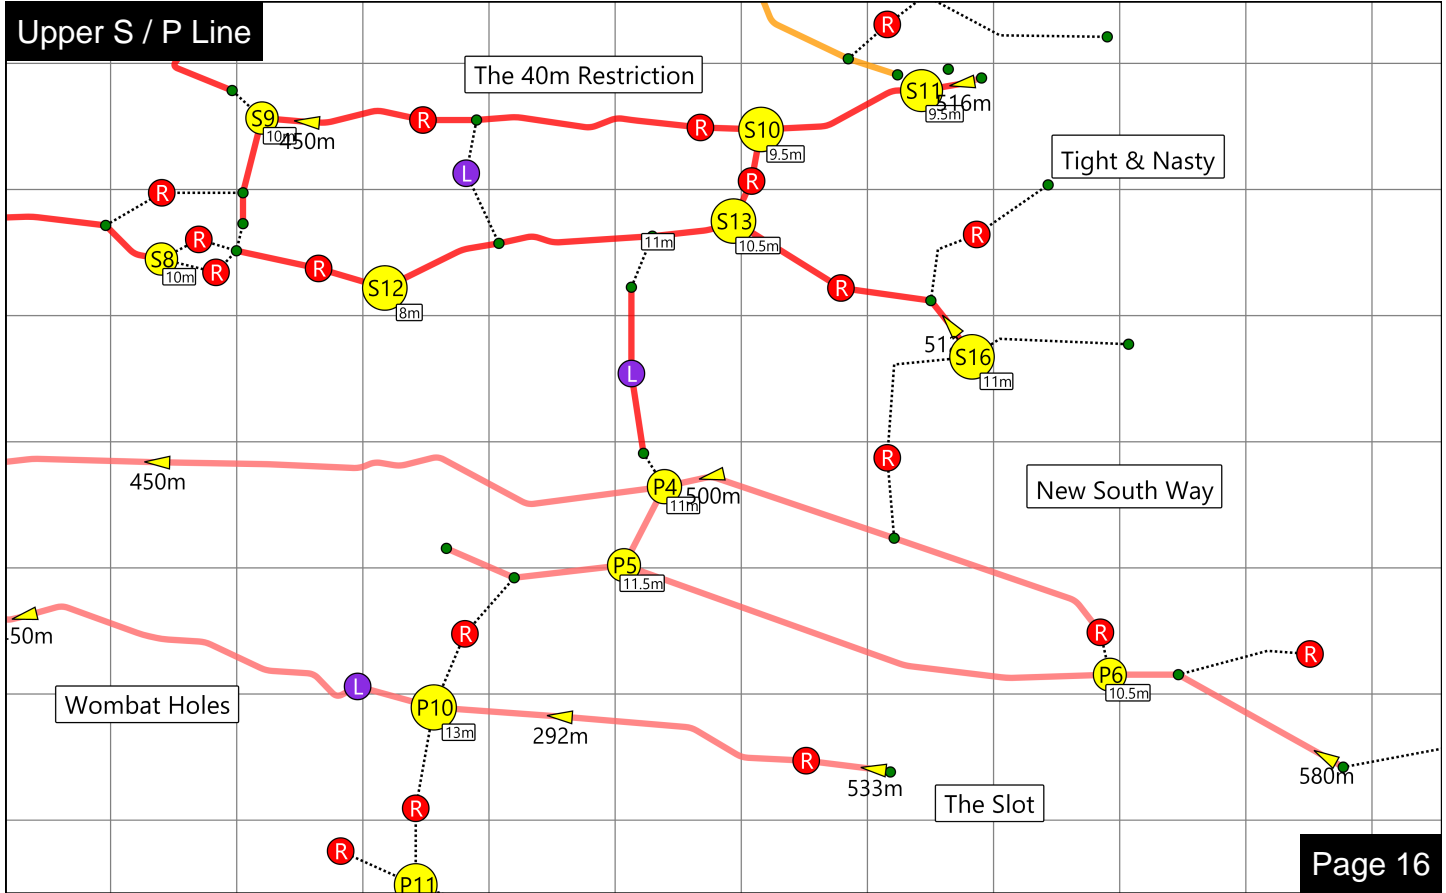 Upper S / P Line
R
The 40m Restriction
S11
516m
9.5m
S9
10m
450m
R
R
S10
9.5m
Tight & Nasty
L
R
R
S13
10.5m
11m
R
R
S8
10m
R
R
S12
8m
R
51
S16
11m
L
R
450m
P4
11m
500m
New South Way
P5
11.5m
50m
R
R
R
P6
10.5m
L
Wombat Holes
P10
13m
292m
R
533m
580m
The Slot
R
R
P11
Page 16